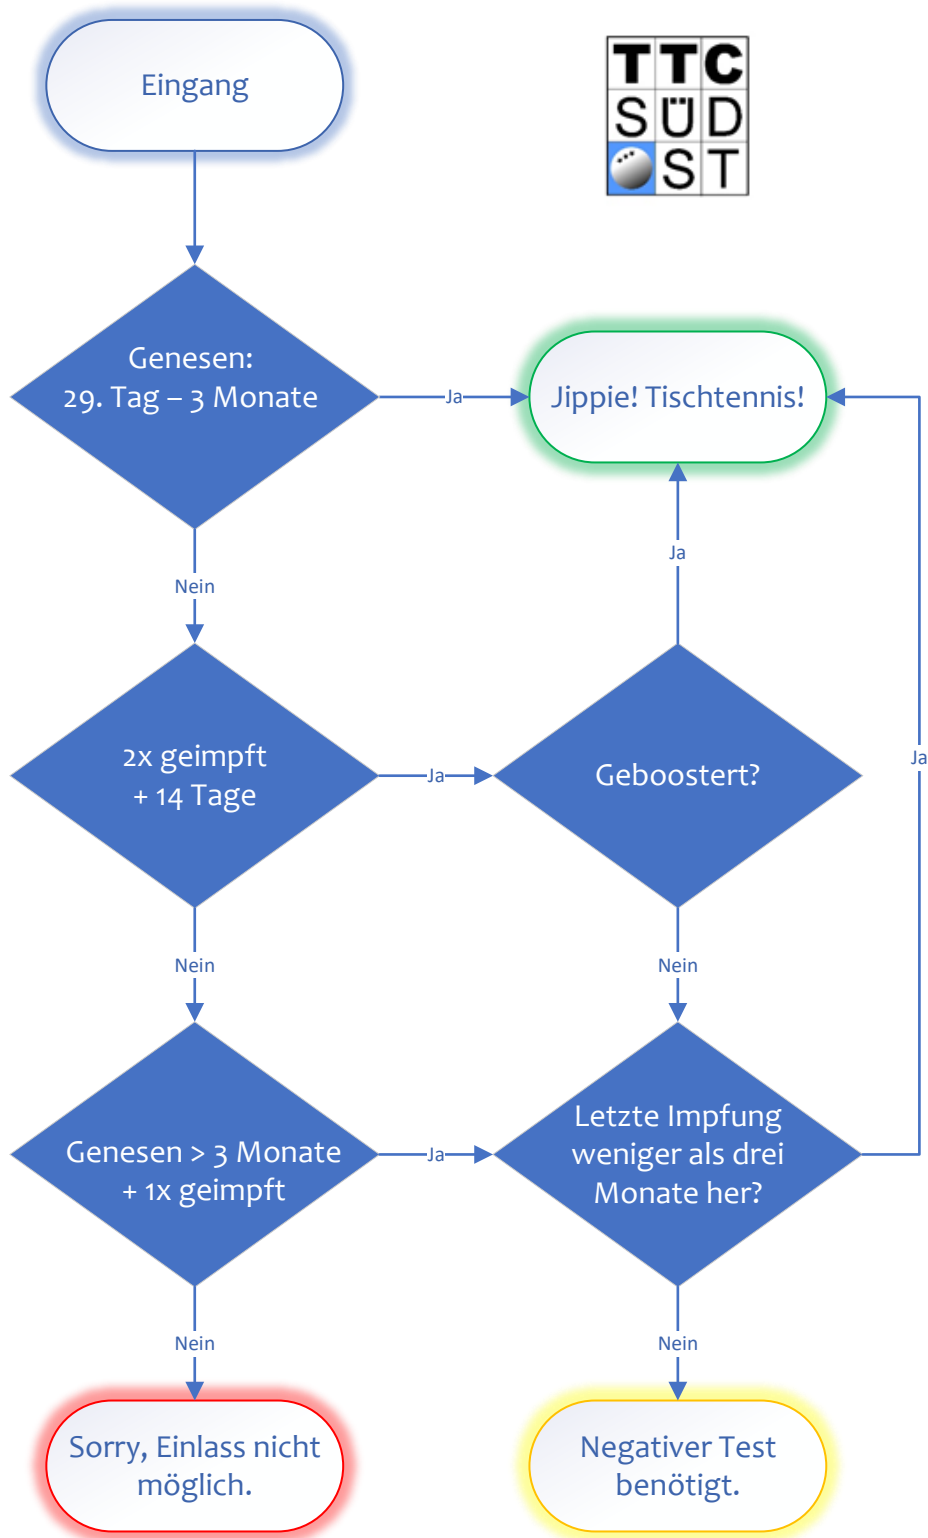 Eingang
TTC
SÜD
ST
Genesen:
29. Tag – 3 Monate
Ja
Jippie! Tischtennis!
Nein
Ja
2x geimpft
+ 14 Tage
Ja
Geboostert?
Ja
Nein
Nein
Genesen > 3 Monate
+ 1x geimpft
Ja
Letzte Impfung
weniger als drei
Monate her?
Nein
Nein
Sorry, Einlass nicht
möglich.
Negativer Test
benötigt.